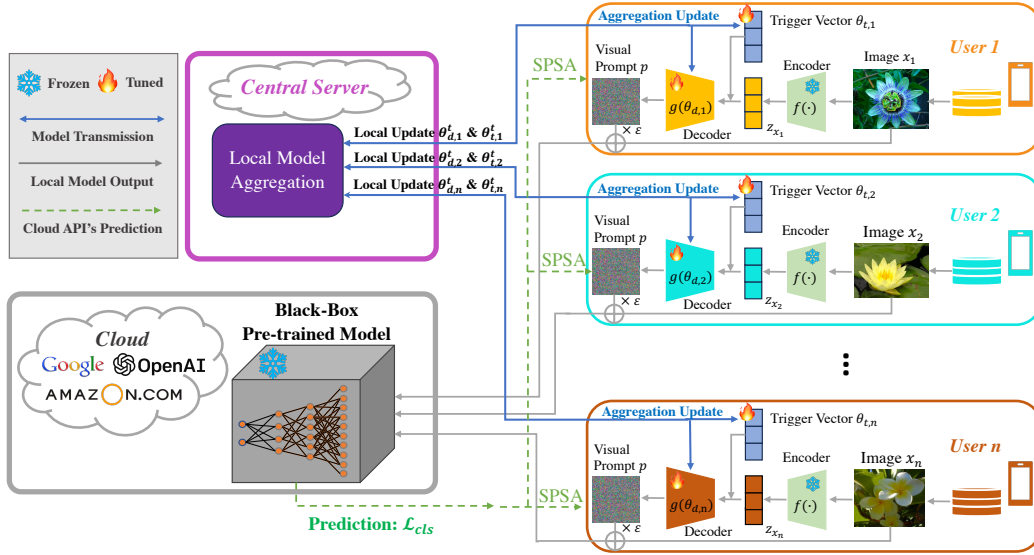 Frozen
Tuned
Model Transmission
Local Model Output
Cloud API's Prediction
Central Server
Local Model
Aggregation
Local Update θ^t_{d,1} & θ^t_{t,1}
Local Update θ^t_{d,2} & θ^t_{t,2}
Local Update θ^t_{d,n} & θ^t_{t,n}
Cloud
Google
OpenAI
AMAZON.COM
Black-Box
Pre-trained Model
Prediction: ℒ_{cls}
SPSA
SPSA
SPSA
Aggregation Update
Trigger Vector θ_{t,1}
User 1
Visual
Prompt p
g(θ_{d,1})
Decoder
× ε
z_{x_1}
Encoder
f(·)
Image x_1
Aggregation Update
Trigger Vector θ_{t,2}
User 2
Visual
Prompt p
g(θ_{d,2})
Decoder
× ε
z_{x_2}
Encoder
f(·)
Image x_2
Aggregation Update
Trigger Vector θ_{t,n}
User n
Visual
Prompt p
g(θ_{d,n})
Decoder
× ε
z_{x_n}
Encoder
f(·)
Image x_n